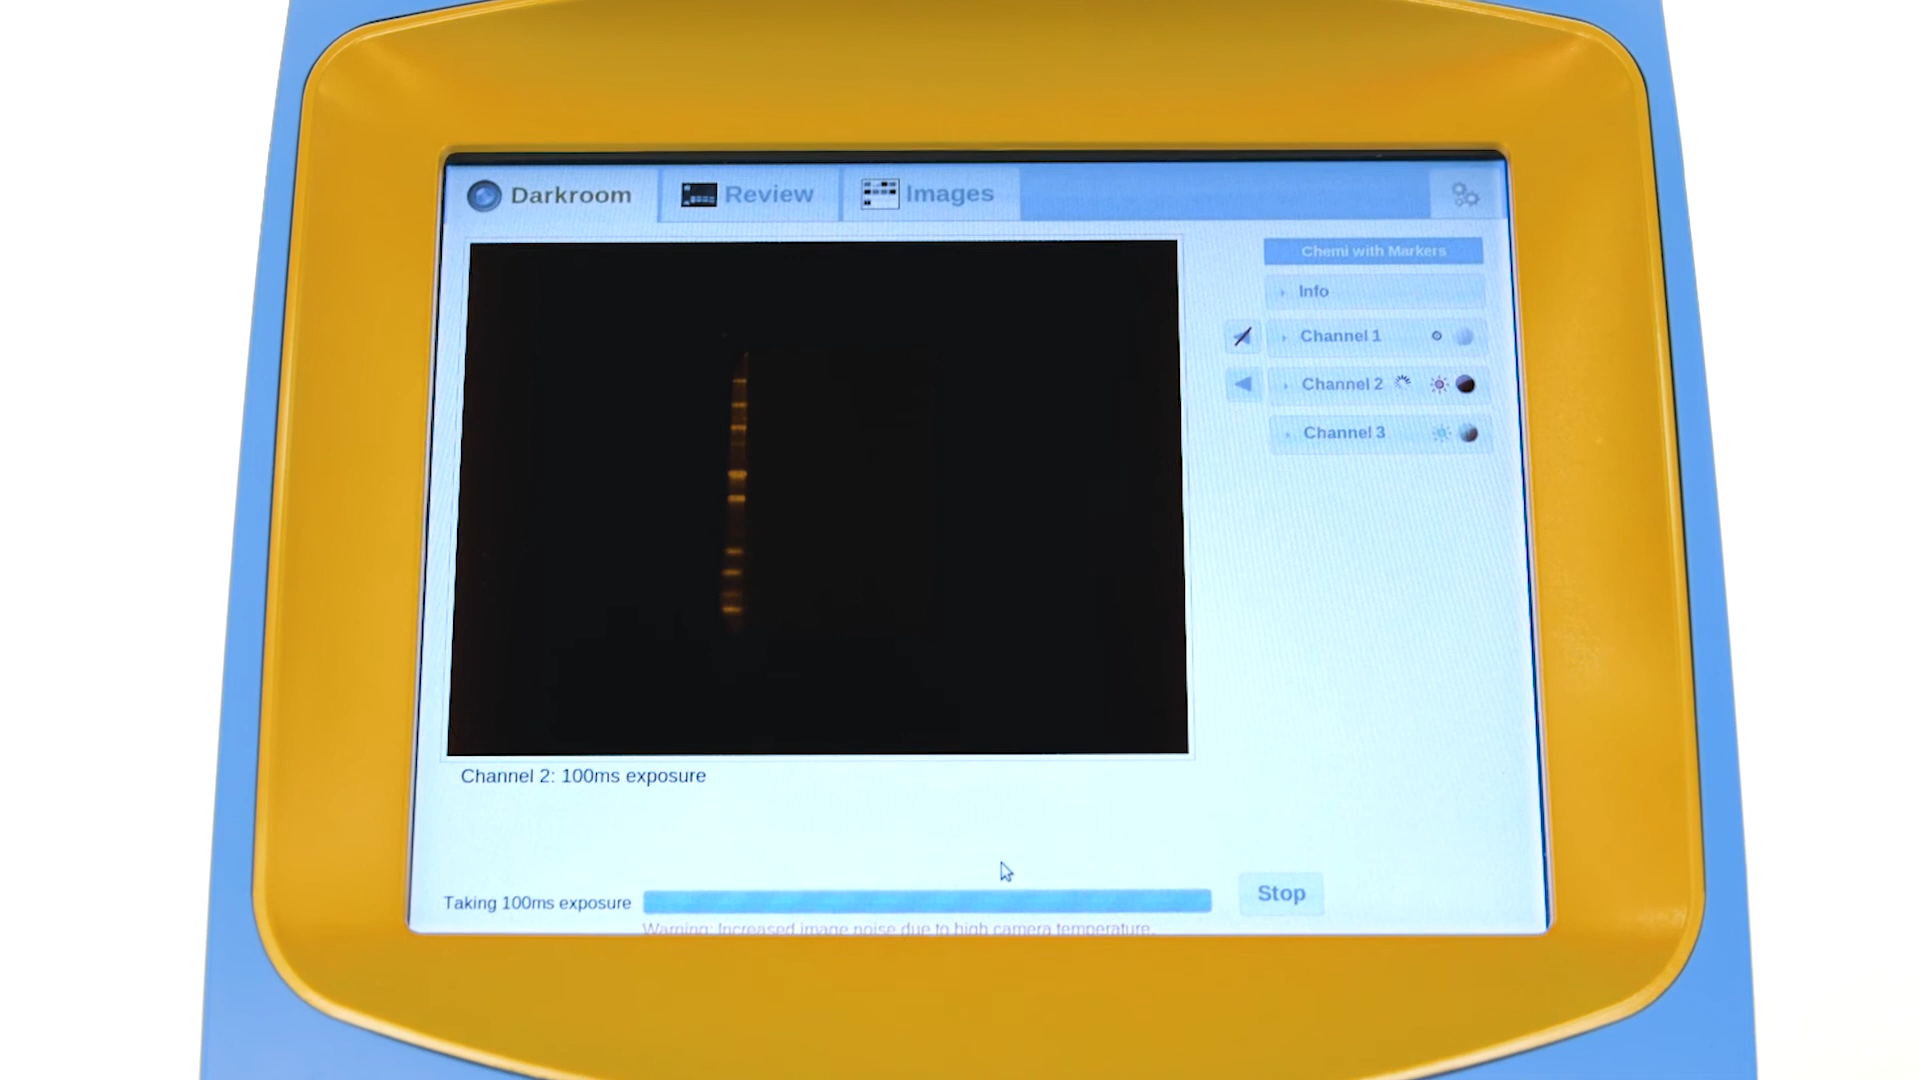 Darkroom
Review
Images
Chemi with Markers
Info
Channel 1
Channel 2
Channel 3
Channel 2: 100ms exposure
Taking 100ms exposure
Stop
Warning: Increased image noise due to high camera temperature.